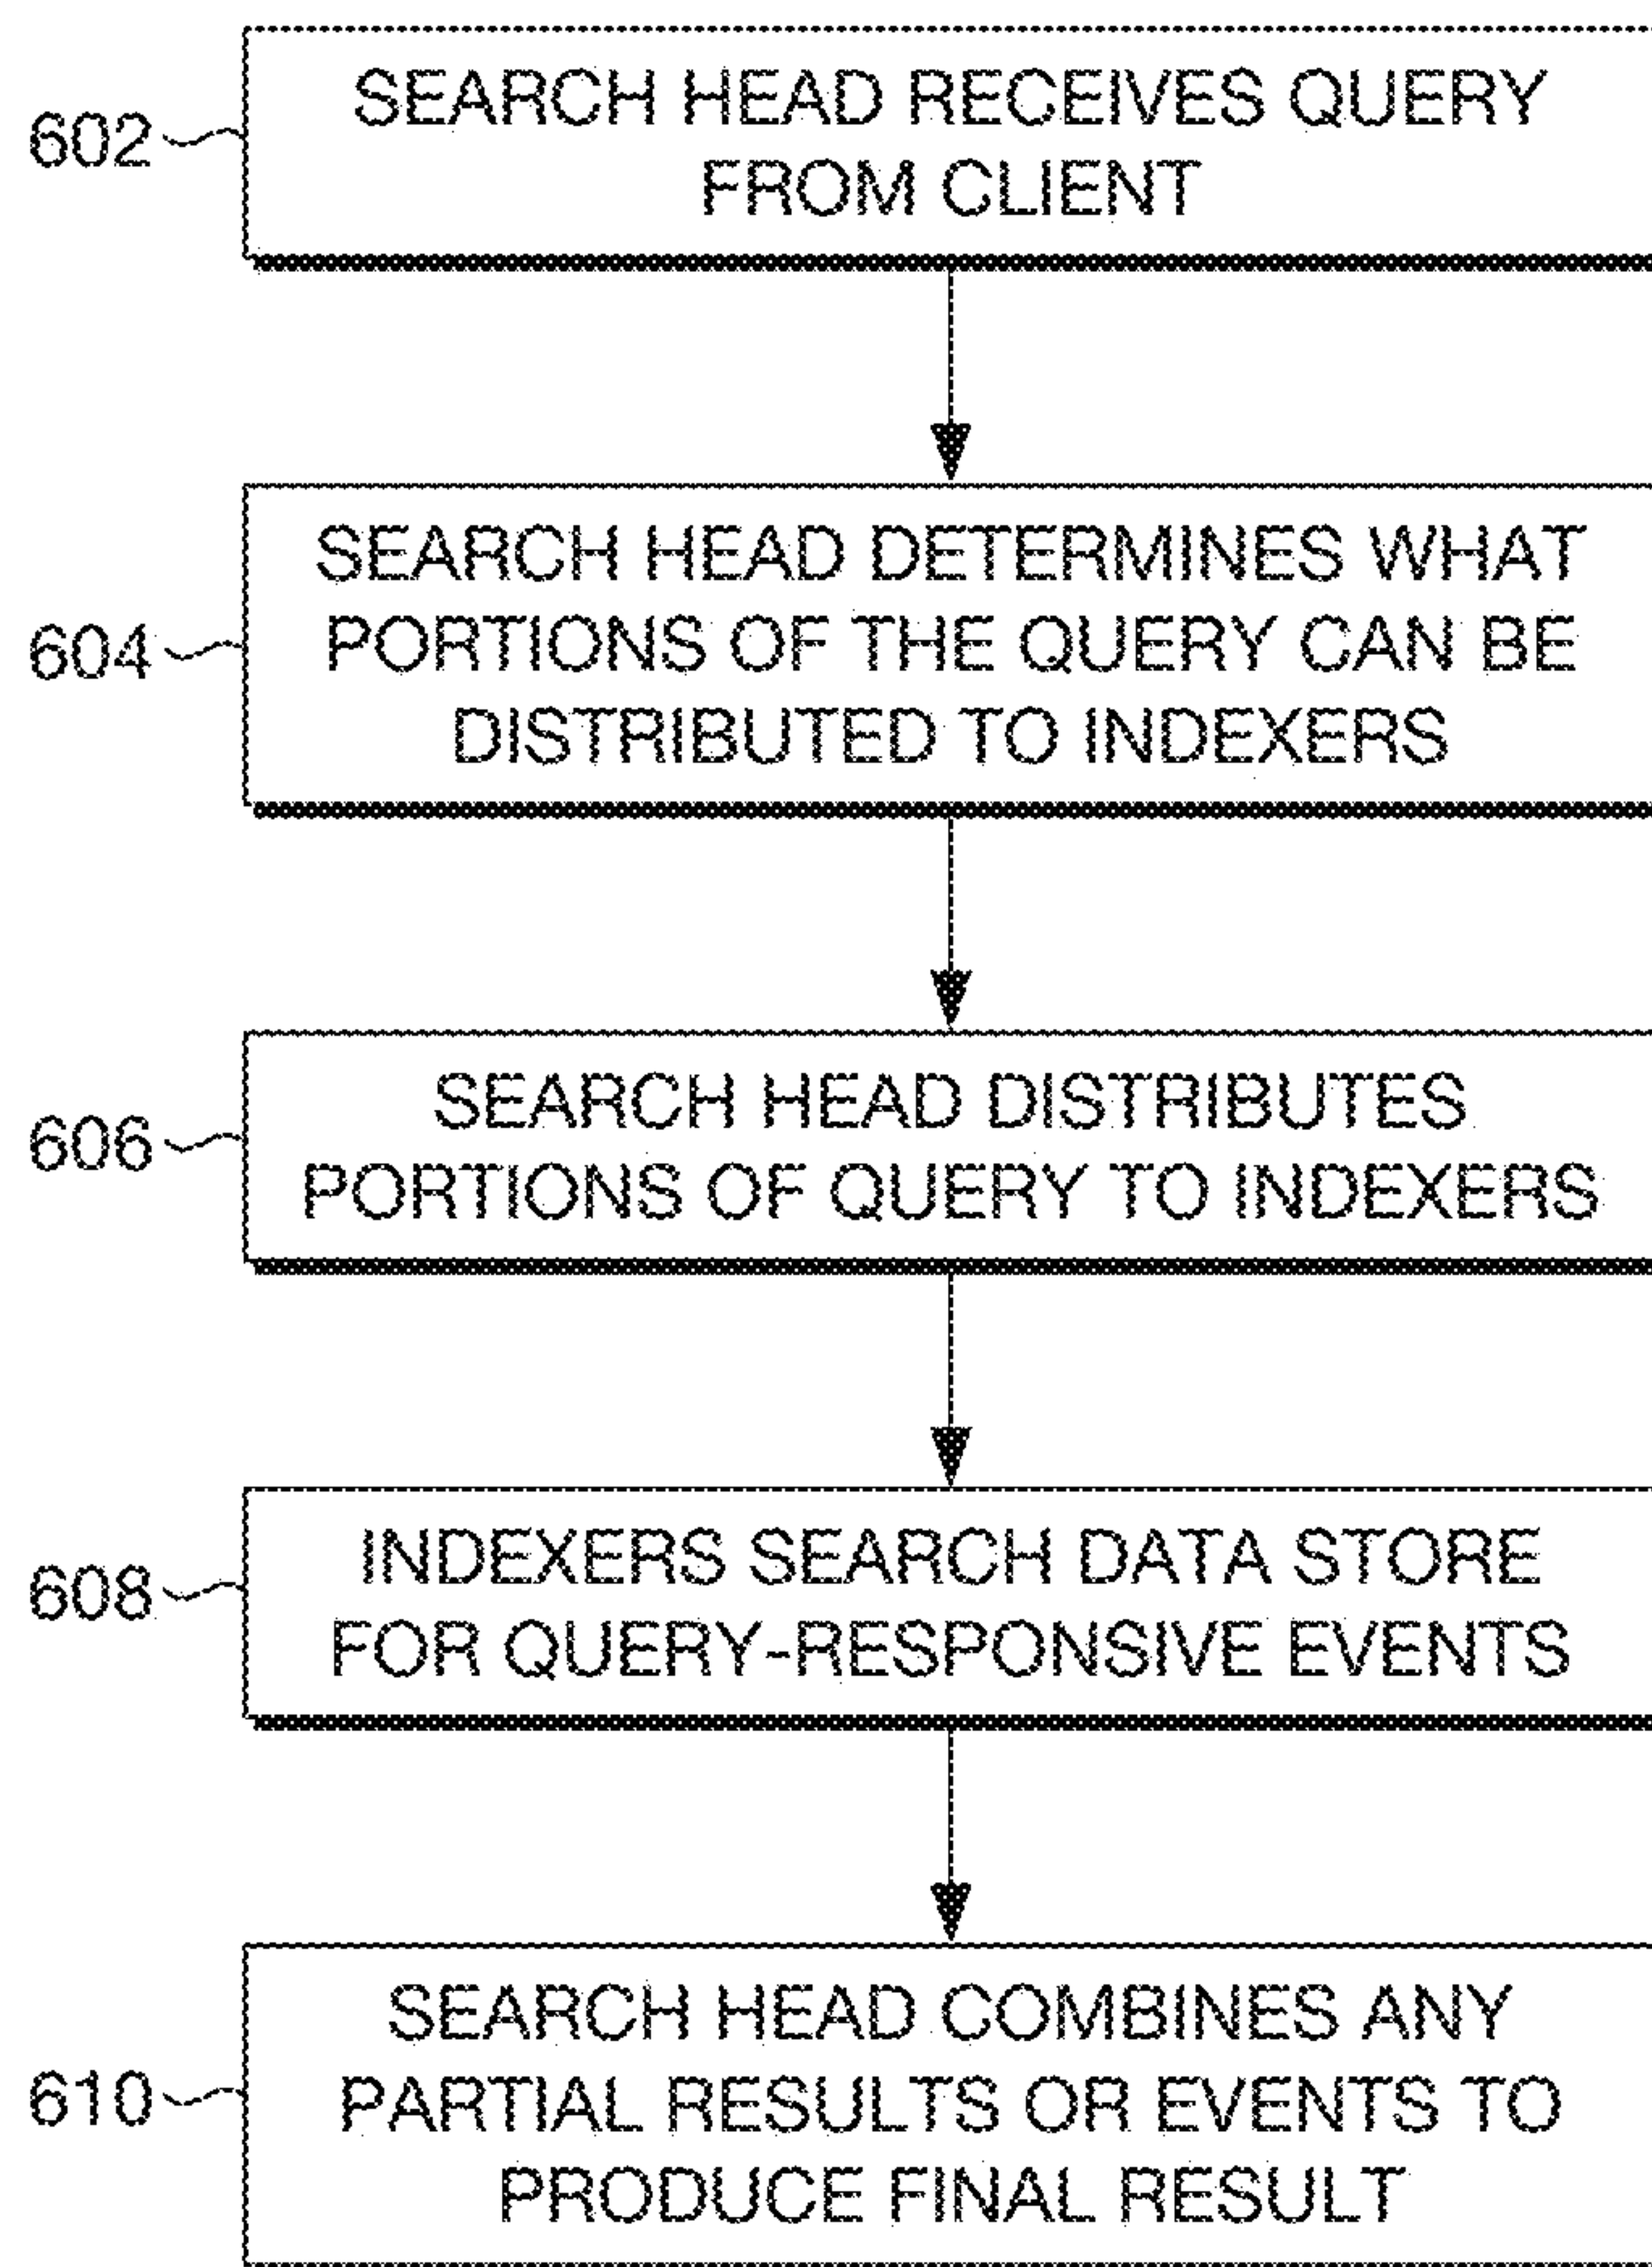 602
SEARCH HEAD RECEIVES QUERY
FROM CLIENT
604
SEARCH HEAD DETERMINES WHAT
PORTIONS OF THE QUERY CAN BE
DISTRIBUTED TO INDEXERS
606
SEARCH HEAD DISTRIBUTES
PORTIONS OF QUERY TO INDEXERS
608
INDEXERS SEARCH DATA STORE
FOR QUERY-RESPONSIVE EVENTS
610
SEARCH HEAD COMBINES ANY
PARTIAL RESULTS OR EVENTS TO
PRODUCE FINAL RESULT